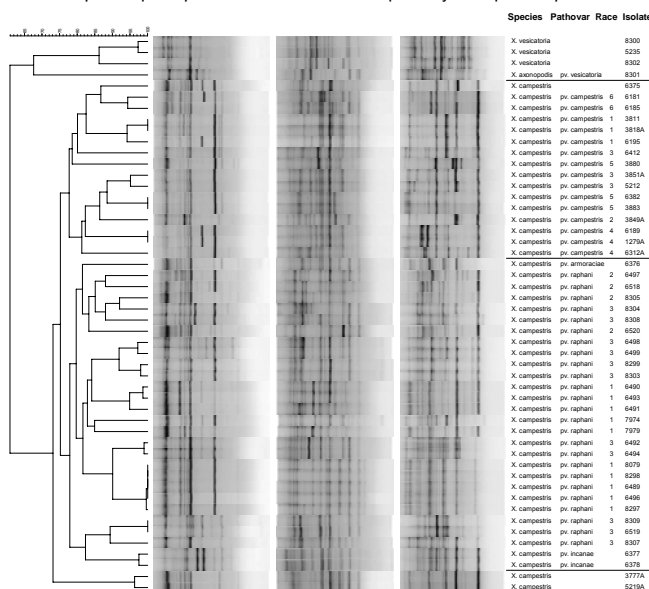 Species Pathovar Race Isolate
X. vesicatoria 8300
X. vesicatoria 5235
X. vesicatoria 8302
X. axonopodis pv. vesicatoria 8301
X. campestris 6375
X. campestris pv. campestris 6 6181
X. campestris pv. campestris 6 6185
X. campestris pv. campestris 1 3811
X. campestris pv. campestris 1 3818A
X. campestris pv. campestris 1 6195
X. campestris pv. campestris 3 6412
X. campestris pv. campestris 5 3880
X. campestris pv. campestris 3 3851A
X. campestris pv. campestris 3 5212
X. campestris pv. campestris 5 6382
X. campestris pv. campestris 5 3883
X. campestris pv. campestris 2 3849A
X. campestris pv. campestris 4 6189
X. campestris pv. campestris 4 1279A
X. campestris pv. campestris 4 6312A
X. campestris pv. armoraciae 6376
X. campestris pv. raphani 2 6497
X. campestris pv. raphani 2 6518
X. campestris pv. raphani 2 8305
X. campestris pv. raphani 3 8304
X. campestris pv. raphani 3 8308
X. campestris pv. raphani 2 6520
X. campestris pv. raphani 3 6498
X. campestris pv. raphani 3 6499
X. campestris pv. raphani 3 8299
X. campestris pv. raphani 3 8303
X. campestris pv. raphani 1 6490
X. campestris pv. raphani 1 6493
X. campestris pv. raphani 1 6491
X. campestris pv. raphani 1 7974
X. campestris pv. raphani 1 7979
X. campestris pv. raphani 3 6492
X. campestris pv. raphani 3 6494
X. campestris pv. raphani 1 8079
X. campestris pv. raphani 1 8298
X. campestris pv. raphani 1 6489
X. campestris pv. raphani 1 6496
X. campestris pv. raphani 1 8297
X. campestris pv. raphani 3 8309
X. campestris pv. raphani 3 6519
X. campestris pv. raphani 3 8307
X. campestris pv. incanae 6377
X. campestris pv. incanae 6378
X. campestris 3777A
X. campestris 5219A